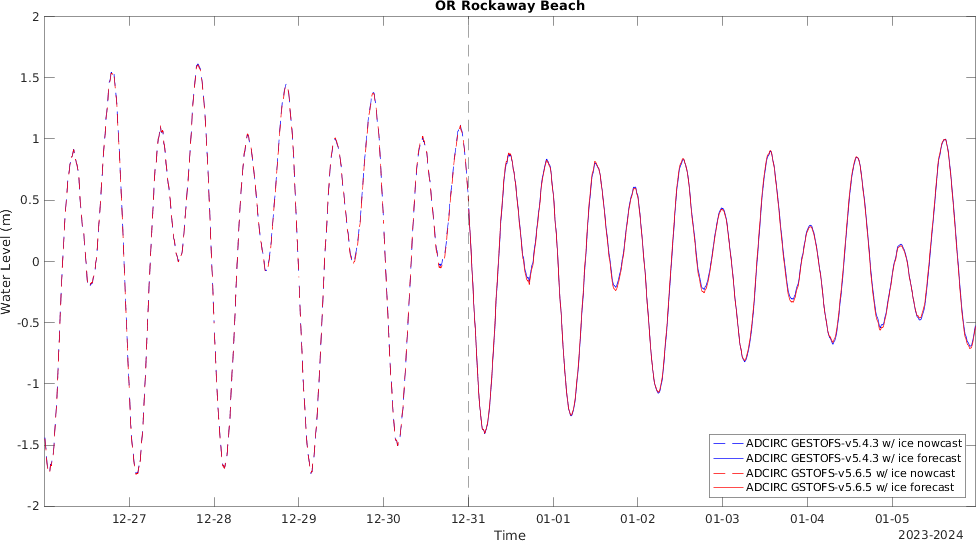 OR Rockaway Beach
2
1.5
1
0.5
0
-0.5
-1
-1.5
-2
Water Level (m)
ADCIRC GESTOFS-v5.4.3 w/ ice nowcast
ADCIRC GESTOFS-v5.4.3 w/ ice forecast
ADCIRC GSTOFS-v5.6.5 w/ ice nowcast
ADCIRC GSTOFS-v5.6.5 w/ ice forecast
12-27 12-28 12-29 12-30 12-31 01-01 01-02 01-03 01-04 01-05
Time
2023-2024